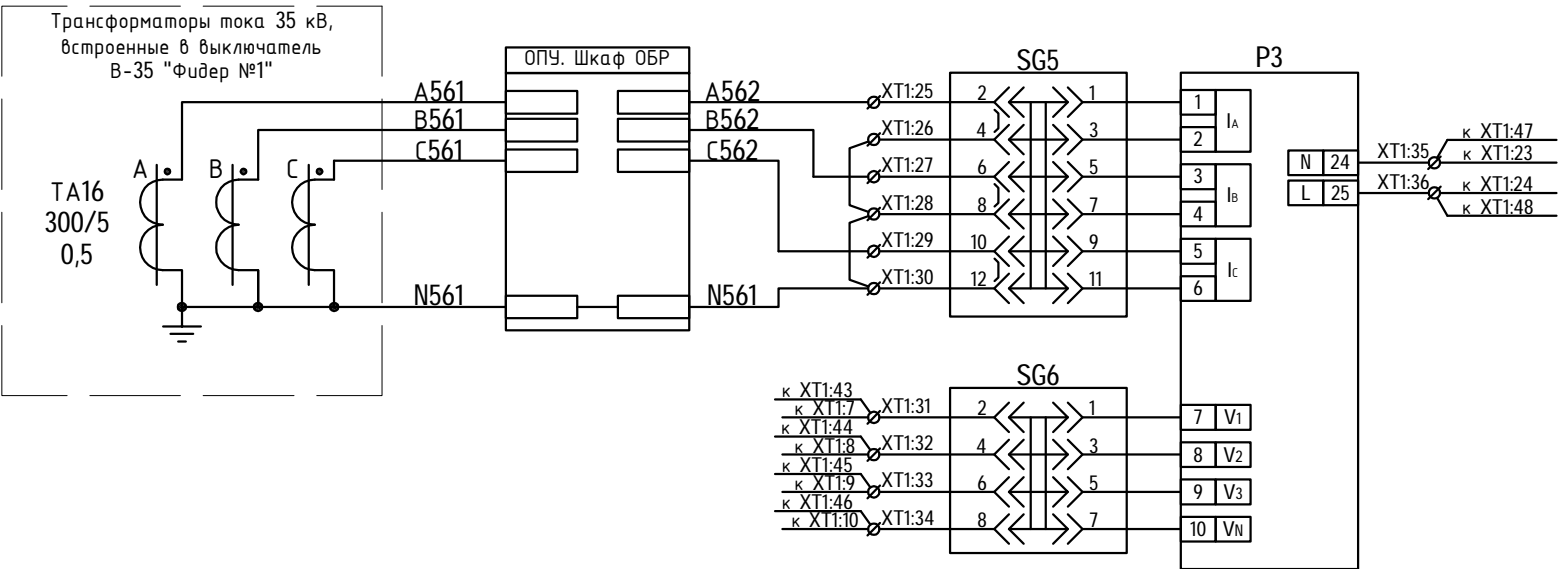 Трансформаторы тока 35 кВ,
встроенные в выключатель
В-35 "Фидер №1"
TA16
300/5
0,5
A
B
C
A561
B561
C561
N561
ОПУ. Шкаф ОБР
A562
B562
C562
N561
XT1:25
XT1:26
XT1:27
XT1:28
XT1:29
XT1:30
SG5
2
1
4
3
6
5
8
7
10
9
12
11
P3
1
2
IA
3
4
IB
5
6
IC
N 24
L 25
XT1:35
XT1:36
к XT1:47
к XT1:23
к XT1:24
к XT1:48
к XT1:43
к XT1:7
XT1:31
к XT1:44
к XT1:8
XT1:32
к XT1:45
к XT1:9
XT1:33
к XT1:46
к XT1:10
XT1:34
SG6
2
1
4
3
6
5
8
7
7 V1
8 V2
9 V3
10 VN